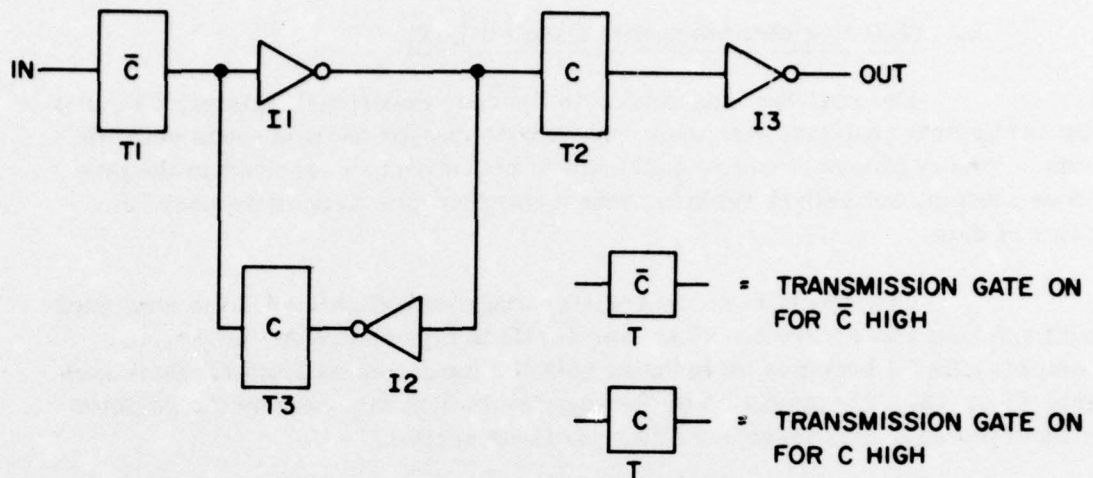 IN
C̄
T1
I1
C
T2
I3
OUT
C
T3
I2
C̄
T
= TRANSMISSION GATE ON
FOR C̄ HIGH
C
T
= TRANSMISSION GATE ON
FOR C HIGH